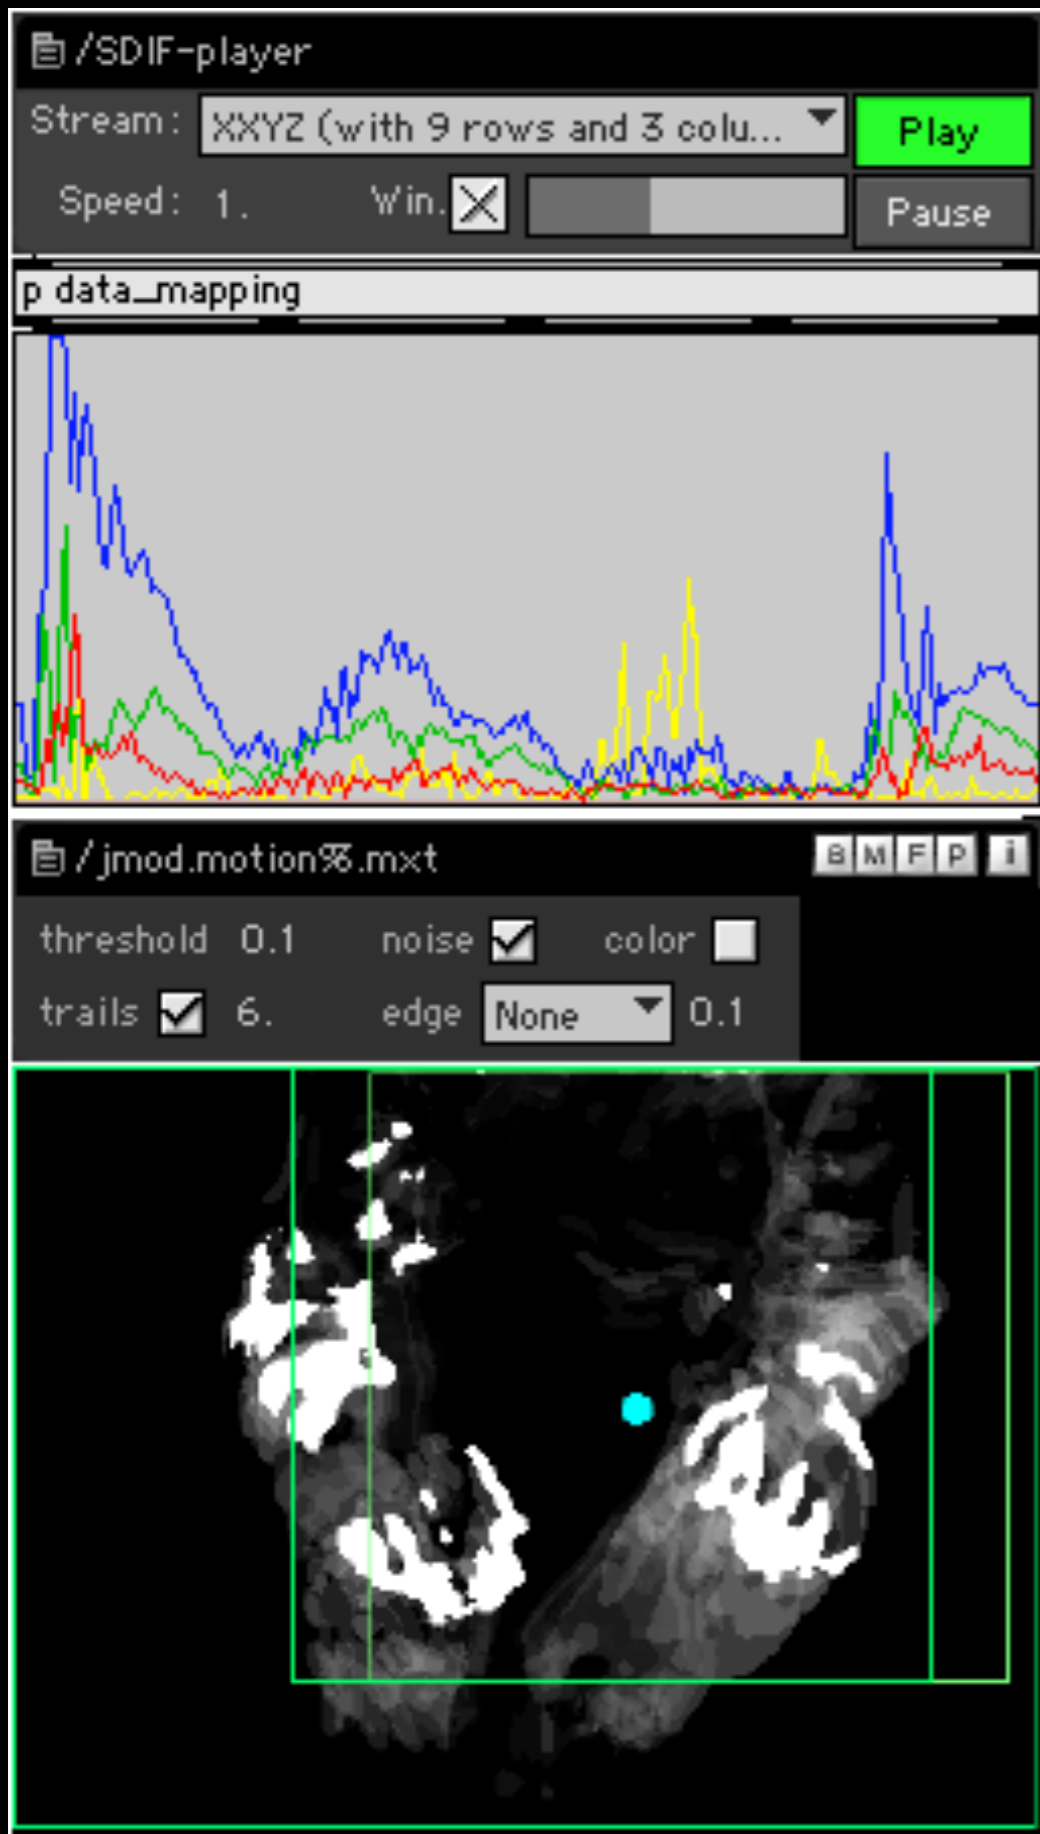 /SDIF-player
Stream: XXYZ (with 9 rows and 3 colu... Play
Speed: 1. Win. Pause
p data_mapping
/jmod.motion%.mxt B M F P i
threshold 0.1 noise color
trails 6. edge None 0.1